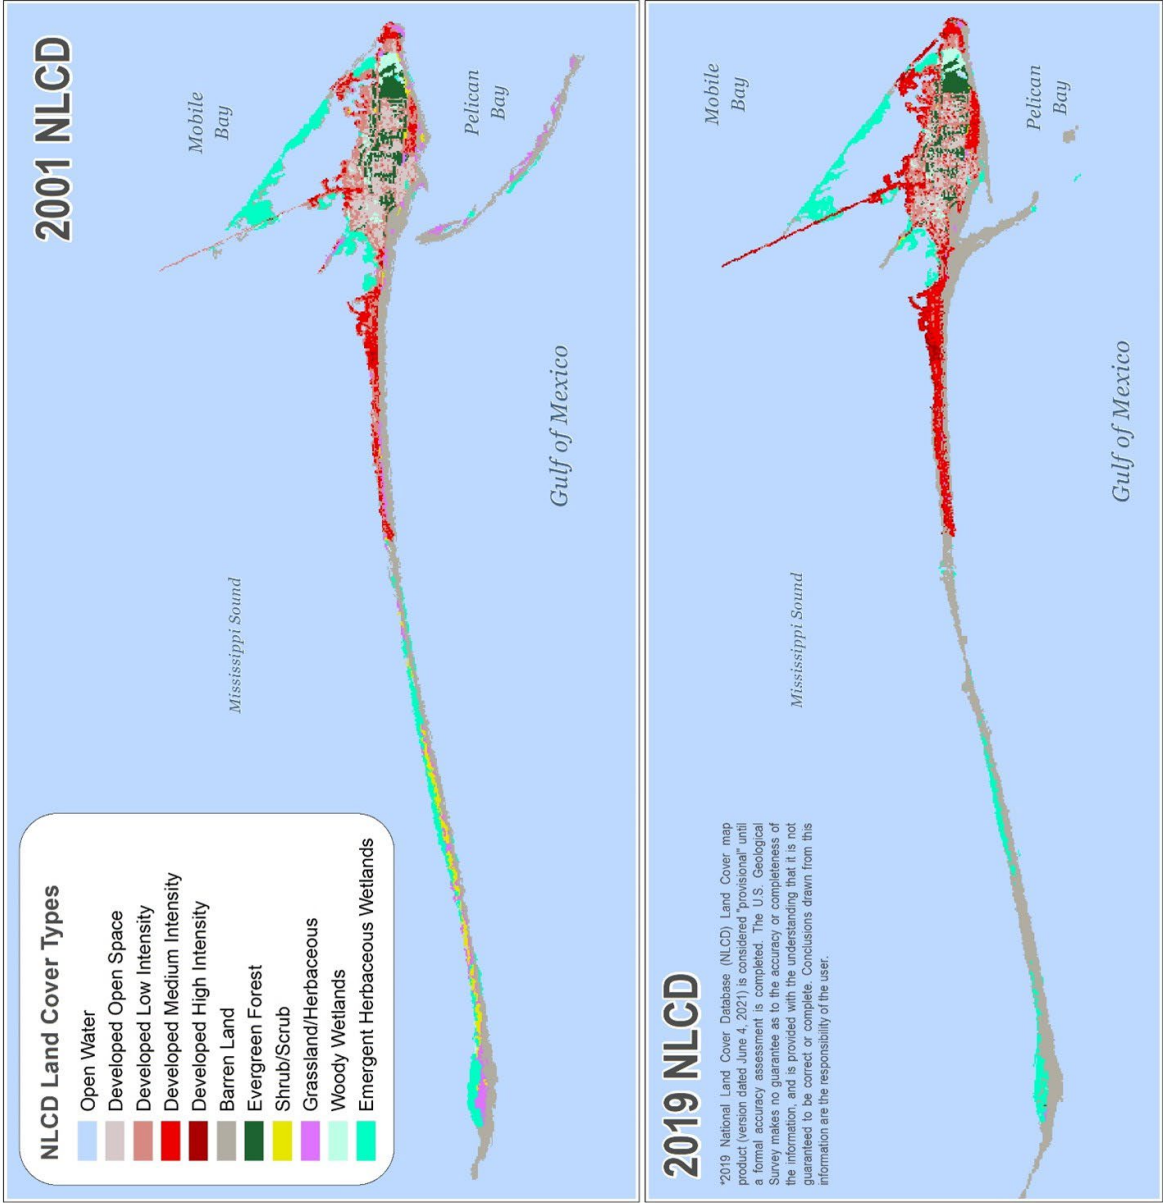 2001 NLCD
Mobile
Bay
Pelican
Bay
Gulf of Mexico
Mississippi Sound
NLCD Land Cover Types
Open Water
Developed Open Space
Developed Low Intensity
Developed Medium Intensity
Developed High Intensity
Barren Land
Evergreen Forest
Shrub/Scrub
Grassland/Herbaceous
Woody Wetlands
Emergent Herbaceous Wetlands
Mobile
Bay
Pelican
Bay
Gulf of Mexico
Mississippi Sound
2019 NLCD
*2019 National Land Cover Database (NLCD) Land Cover map
product (version dated June 4, 2021) is considered "provisional" until
a formal accuracy assessment is completed. The U.S. Geological
Survey makes no guarantee as to the accuracy or completeness of
the information, and is provided with the understanding that it is not
guaranteed to be correct or complete. Conclusions drawn from this
information are the responsibility of the user.